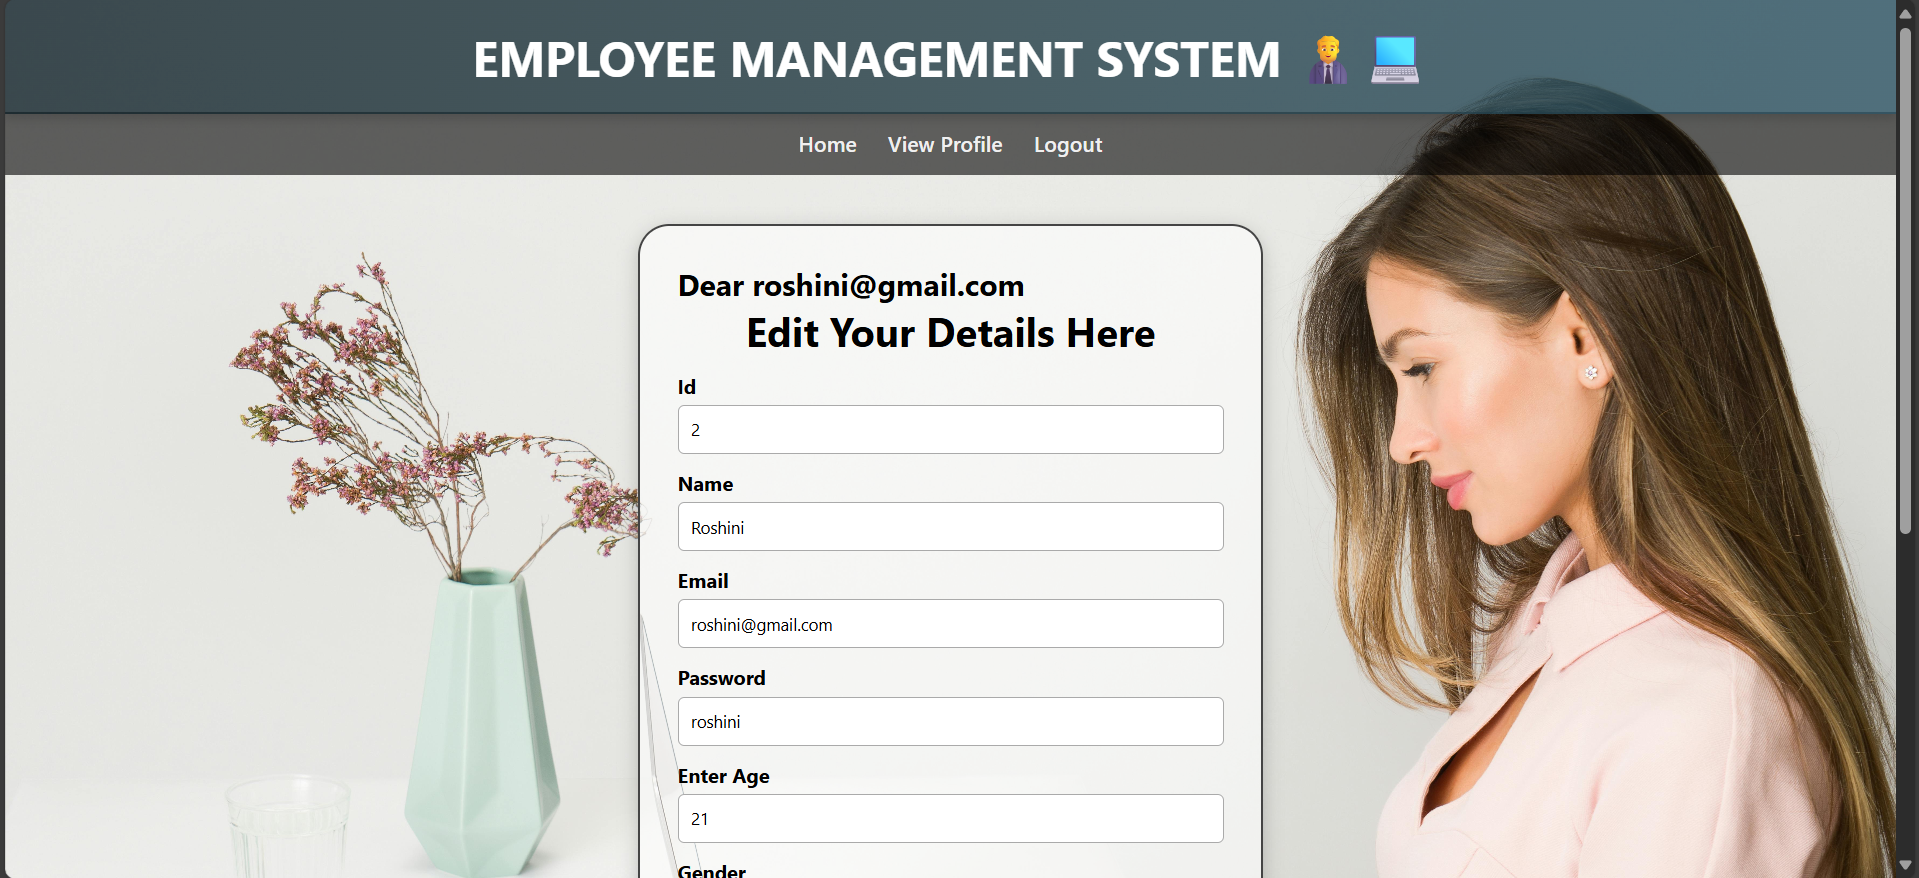 EMPLOYEE MANAGEMENT SYSTEM 👨‍💼 💻
Home View Profile Logout
Dear roshini@gmail.com
Edit Your Details Here
Id
2
Name
Roshini
Email
roshini@gmail.com
Password
roshini
Enter Age
21
Gender